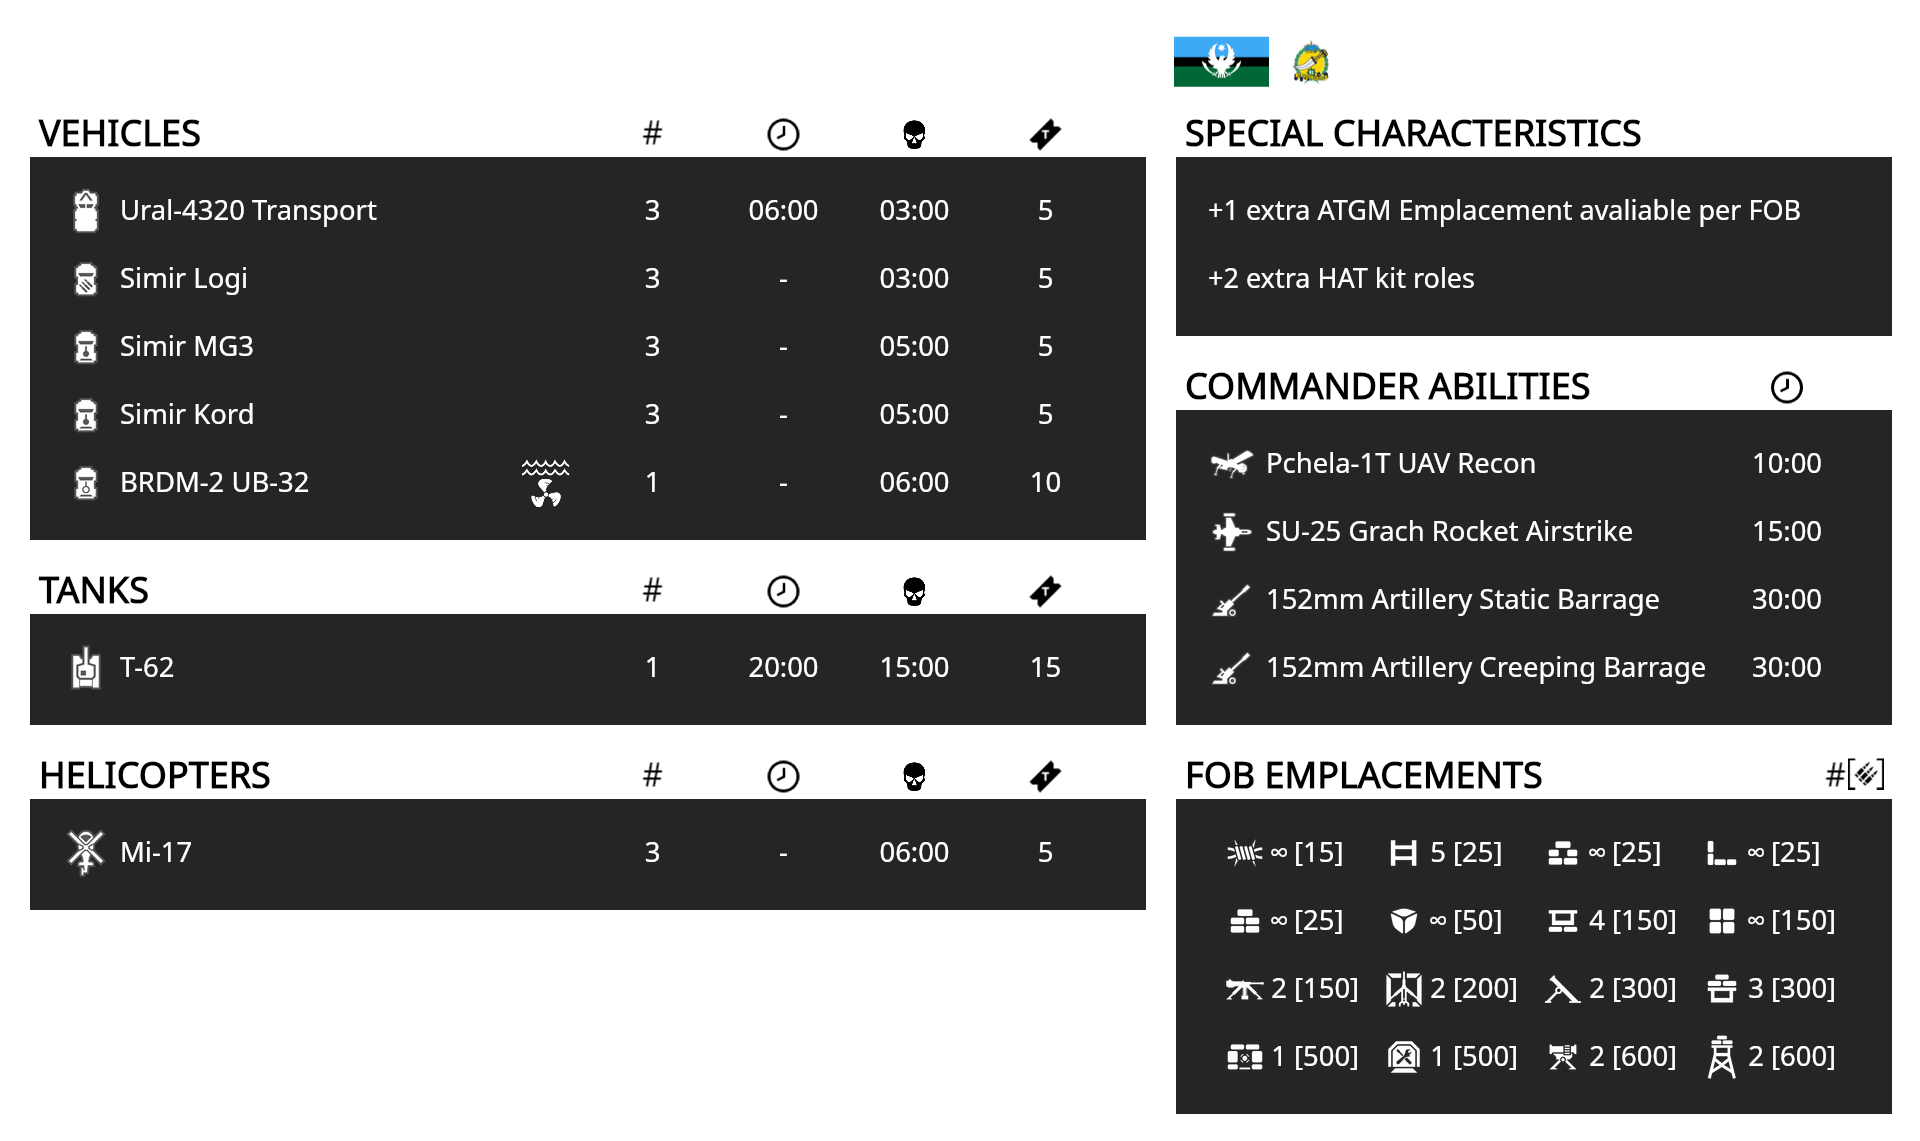 VEHICLES #
Ural-4320 Transport 3 06:00 03:00 5
Simir Logi 3 - 03:00 5
Simir MG3 3 - 05:00 5
Simir Kord 3 - 05:00 5
BRDM-2 UB-32 1 - 06:00 10
TANKS #
T-62 1 20:00 15:00 15
HELICOPTERS #
Mi-17 3 - 06:00 5
SPECIAL CHARACTERISTICS
+1 extra ATGM Emplacement avaliable per FOB
+2 extra HAT kit roles
COMMANDER ABILITIES
Pchela-1T UAV Recon 10:00
SU-25 Grach Rocket Airstrike 15:00
152mm Artillery Static Barrage 30:00
152mm Artillery Creeping Barrage 30:00
FOB EMPLACEMENTS #[]
∞ [15] 5 [25] ∞ [25] ∞ [25]
∞ [25] ∞ [50] 4 [150] ∞ [150]
2 [150] 2 [200] 2 [300] 3 [300]
1 [500] 1 [500] 2 [600] 2 [600]